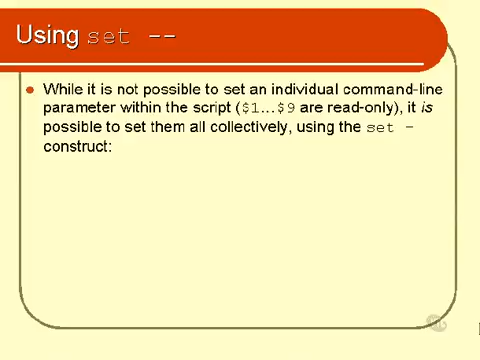 Using set --
While it is not possible to set an individual command-line
parameter within the script ($1...$9 are read-only), it is
possible to set them all collectively, using the set -
construct: